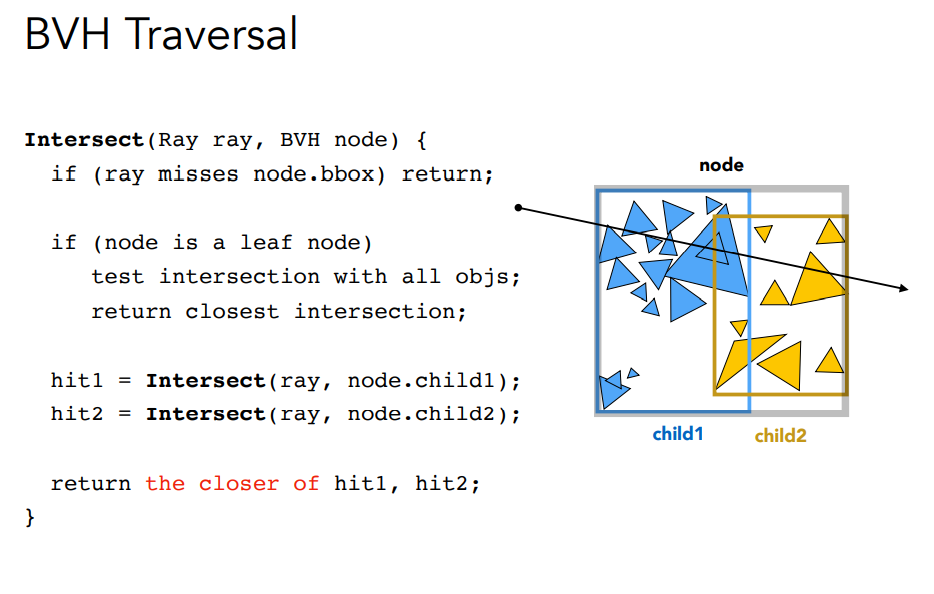 BVH Traversal
Intersect(Ray ray, BVH node) {
if (ray misses node.bbox) return;
if (node is a leaf node)
test intersection with all objs;
return closest intersection;
hit1 = Intersect(ray, node.child1);
hit2 = Intersect(ray, node.child2);
return the closer of hit1, hit2;
}
node
child1
child2